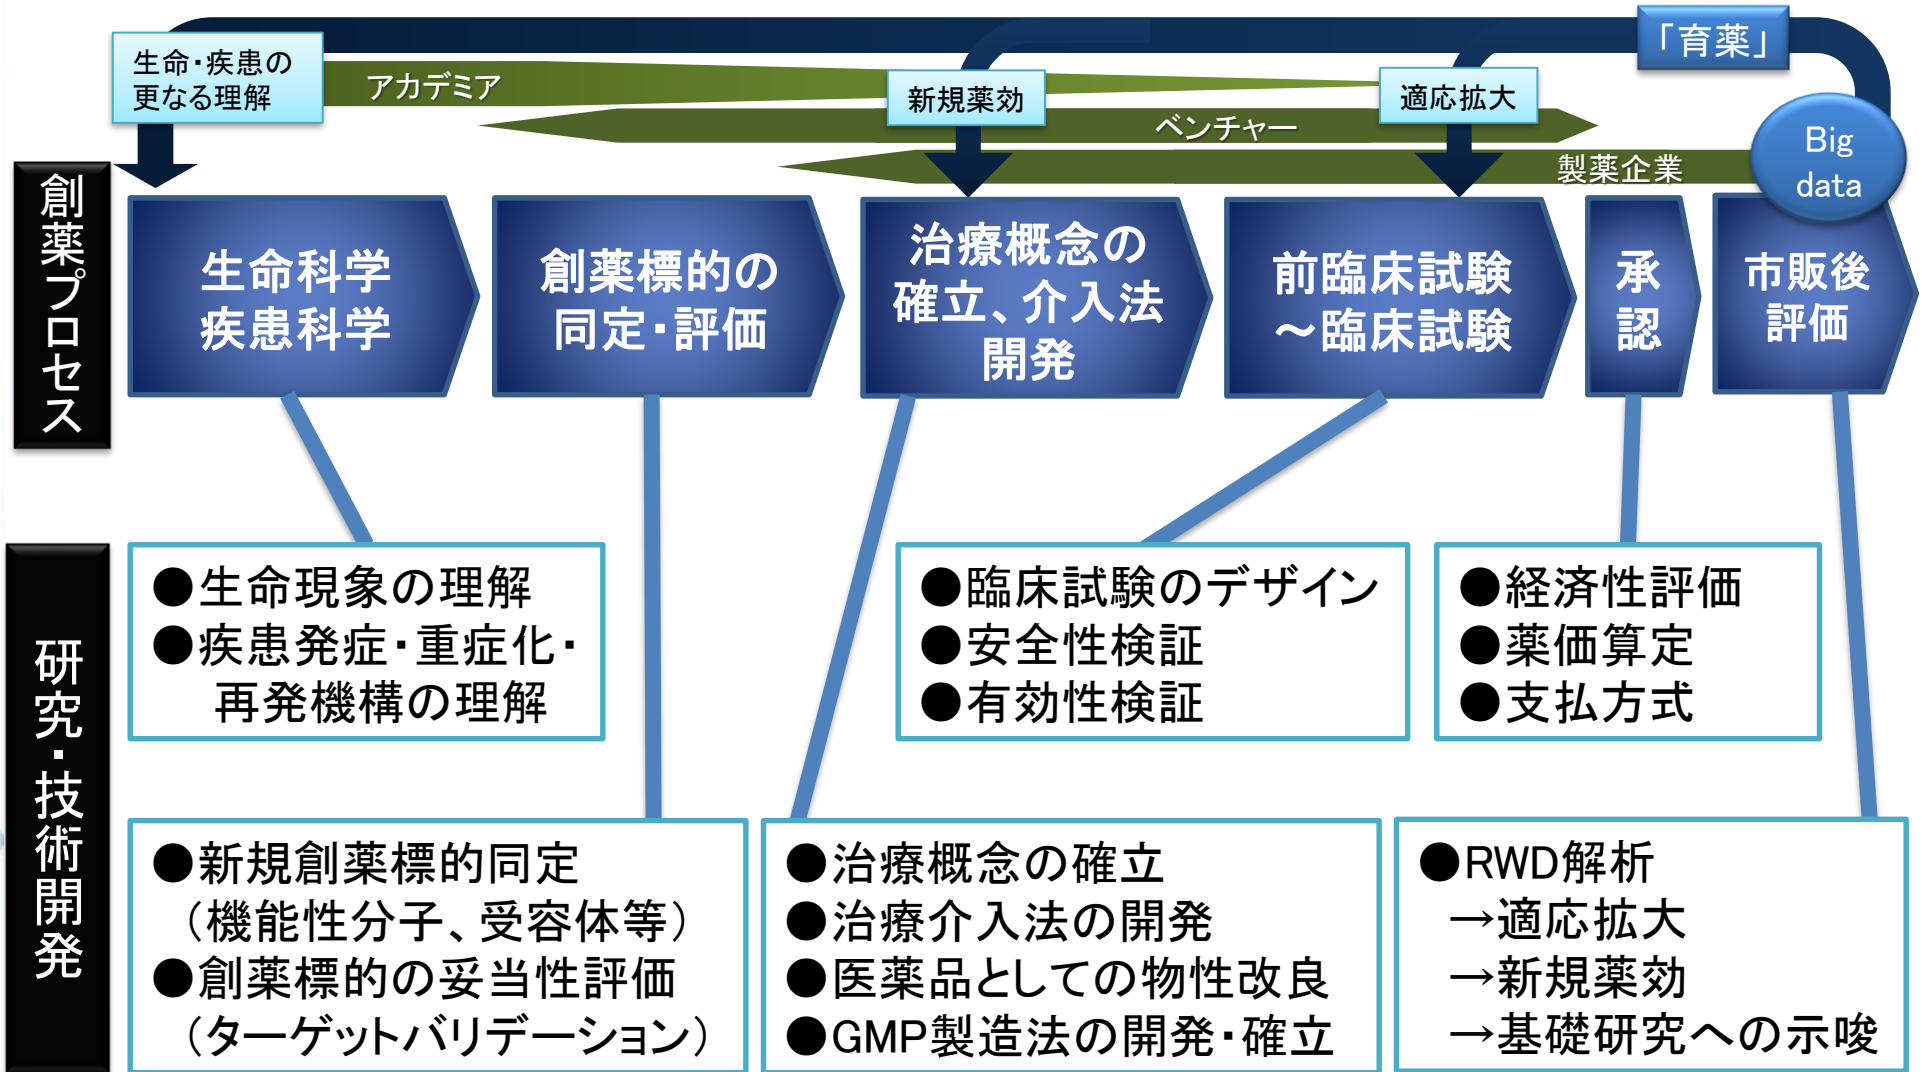 「育薬」
生命・疾患の
更なる理解
アカデミア
新規薬効
適応拡大
ベンチャー
製薬企業
Big
data
創薬プロセス
生命科学
疾患科学
創薬標的の
同定・評価
治療概念の
確立、介入法
開発
前臨床試験
～臨床試験
承
認
市販後
評価
研究・技術開発
●生命現象の理解
●疾患発症・重症化・
再発機構の理解
●臨床試験のデザイン
●安全性検証
●有効性検証
●経済性評価
●薬価算定
●支払方式
●新規創薬標的同定
（機能性分子、受容体等）
●創薬標的の妥当性評価
（ターゲットバリデーション）
●治療概念の確立
●治療介入法の開発
●医薬品としての物性改良
●GMP製造法の開発・確立
●RWD解析
→適応拡大
→新規薬効
→基礎研究への示唆